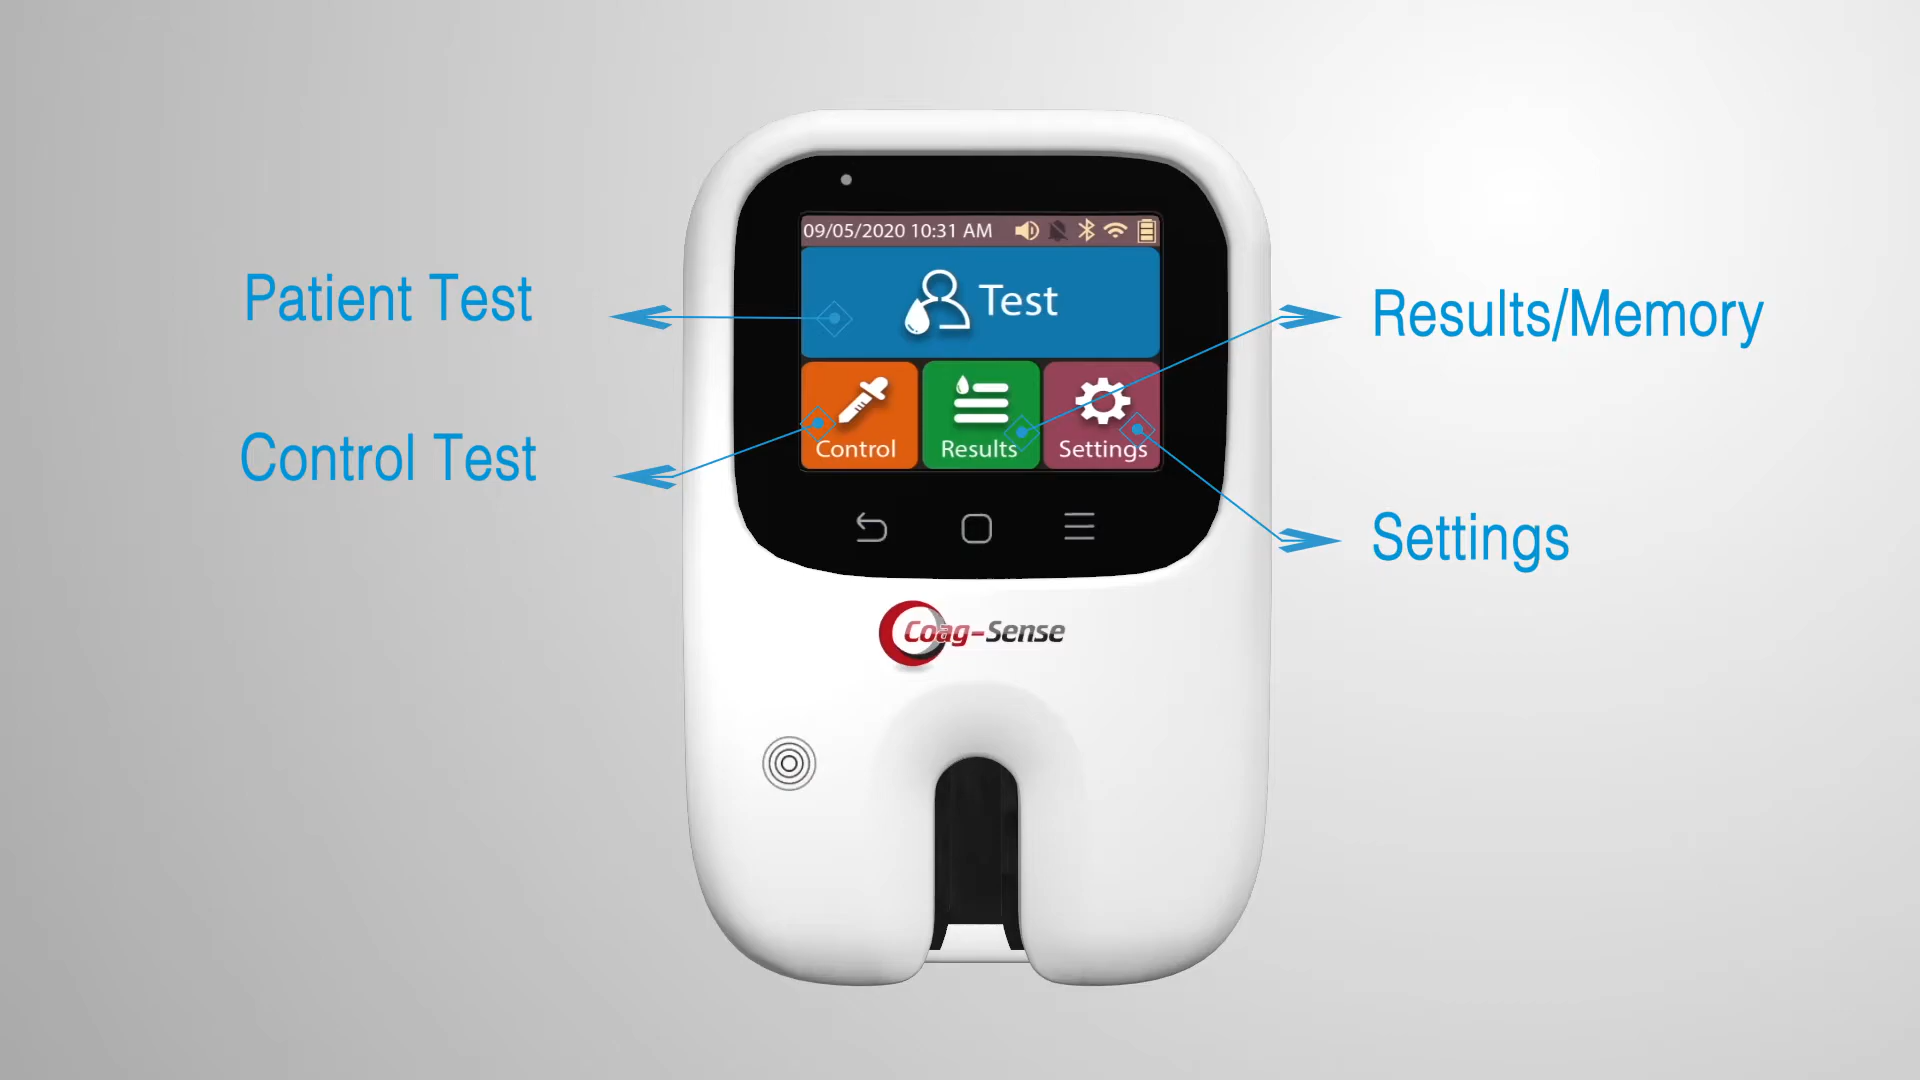 09/05/2020 10:31 AM
Patient Test
Test
Results/Memory
Control Test
Control
Results
Settings
Settings
Coag-Sense